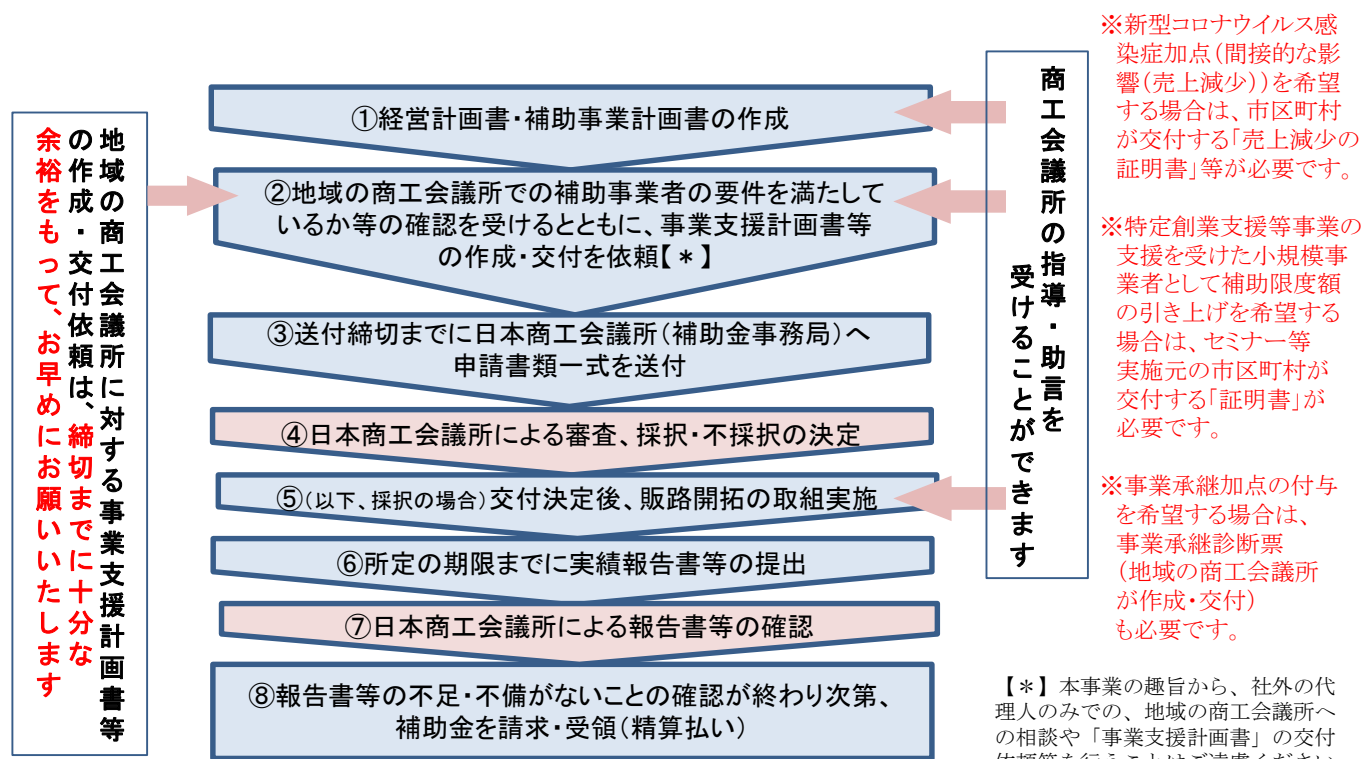 地域の商工会議所に対する事業支援計画書等
の作成・交付依頼は、締切までに十分な
余裕をもって、お早めにお願いいたします
①経営計画書・補助事業計画書の作成
②地域の商工会議所での補助事業者の要件を満たして
いるか等の確認を受けるとともに、事業支援計画書等
の作成・交付を依頼【＊】
③送付締切までに日本商工会議所（補助金事務局）へ
申請書類一式を送付
④日本商工会議所による審査、採択・不採択の決定
⑤（以下、採択の場合）交付決定後、販路開拓の取組実施
⑥所定の期限までに実績報告書等の提出
⑦日本商工会議所による報告書等の確認
⑧報告書等の不足・不備がないことの確認が終わり次第、
補助金を請求・受領（精算払い）
商工会議所の指導・助言を
受けることができます
※新型コロナウイルス感
染症加点（間接的な影
響（売上減少））を希望
する場合は、市区町村
が交付する「売上減少の
証明書」等が必要です。
※特定創業支援等事業の
支援を受けた小規模事
業者として補助限度額
の引き上げを希望する
場合は、セミナー等
実施元の市区町村が
交付する「証明書」が
必要です。
※事業承継加点の付与
を希望する場合は、
事業承継診断票
（地域の商工会議所
が作成・交付）
も必要です。
【＊】本事業の趣旨から、社外の代
理人のみでの、地域の商工会議所へ
の相談や「事業支援計画書」の交付
依頼等を行うことはご遠慮ください